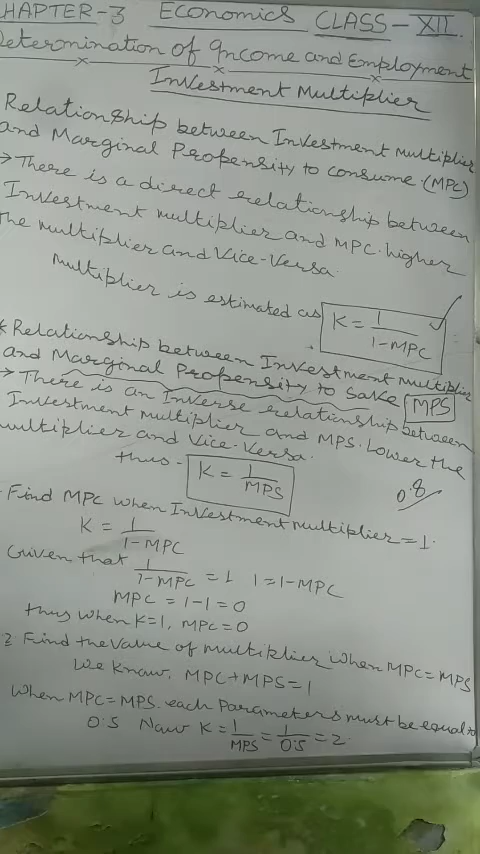 CHAPTER-3 Economics CLASS-XII.
Determination of Income and Employment
Investment Multiplier
Relationship between Investment Multiplier
and Marginal Propensity to consume.(MPC)
→ There is a direct relationship between
Investment multiplier and MPC. higher
the multiplier and Vice-Versa.
Multiplier is estimated as K = 1/1-MPC
* Relationship between Investment Multiplier
and Marginal Propensity to Sake MPS
→ There is an Inverse relationship between
Investment Multiplier and MPS. Lower the
multiplier and Vice-Versa.
thus - K = 1/MPS
0.8
Find MPC when Investment multiplier = 1.
K = 1/1-MPC
Given that 1/1-MPC = 1 1 = 1-MPC
MPC = 1-1 = 0
thus when K=1, MPC=0
2 Find the value of multiplier when MPC=MPS
We Know, MPC+MPS=1
When MPC=MPS. each Parameters must be equal to
0.5 Naw K = 1/MPS = 1/0.5 = 2.